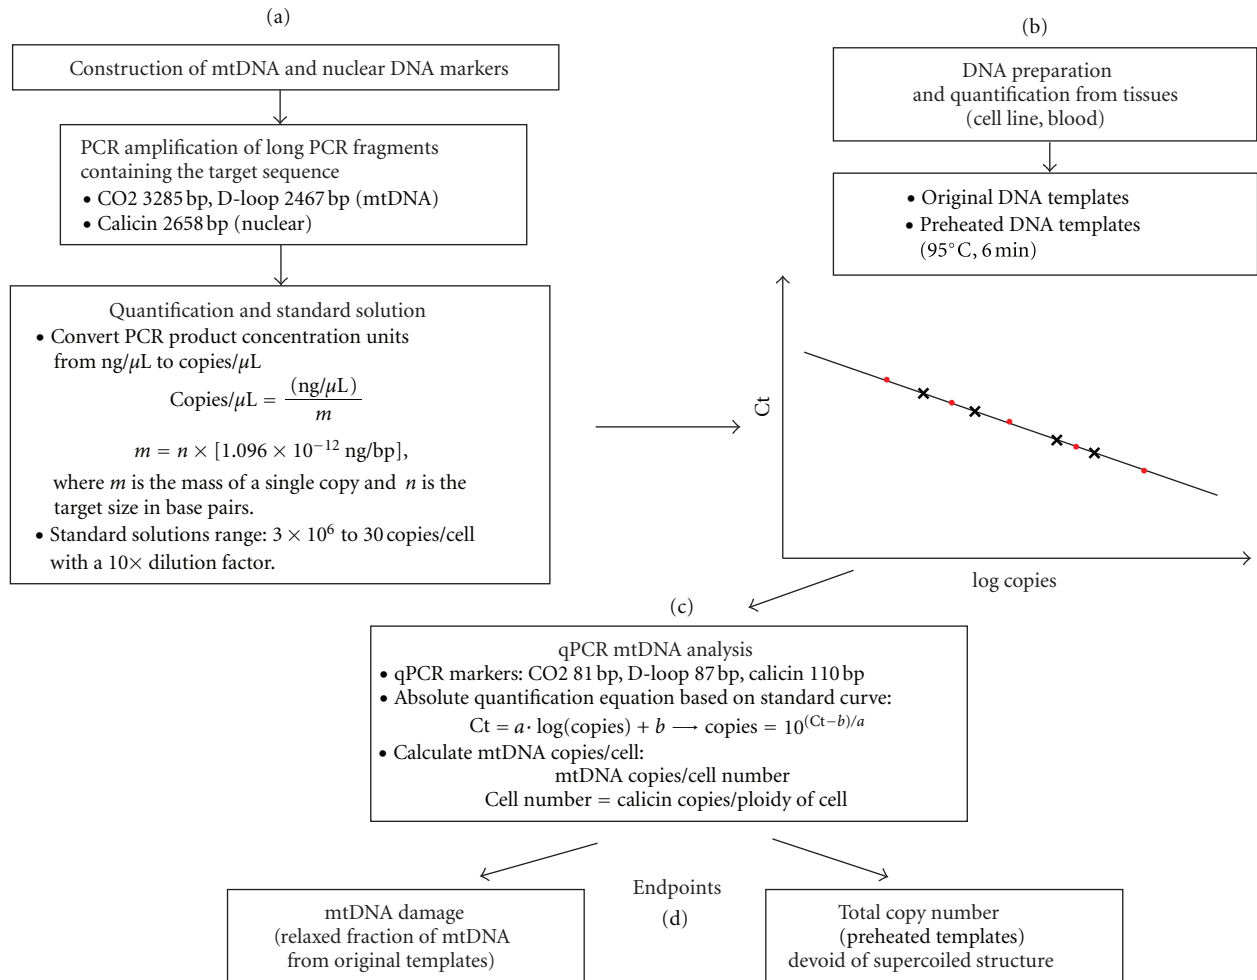 (a)
Construction of mtDNA and nuclear DNA markers
PCR amplification of long PCR fragments
containing the target sequence
• CO2 3285 bp, D-loop 2467 bp (mtDNA)
• Calicin 2658 bp (nuclear)
Quantification and standard solution
• Convert PCR product concentration units
from ng/μL to copies/μL
Copies/μL = (ng/μL) / m
m = n × [1.096 × 10⁻¹² ng/bp],
where m is the mass of a single copy and n is the
target size in base pairs.
• Standard solutions range: 3 × 10⁶ to 30 copies/cell
with a 10× dilution factor.
(b)
DNA preparation
and quantification from tissues
(cell line, blood)
• Original DNA templates
• Preheated DNA templates
(95°C, 6 min)
Ct
log copies
(c)
qPCR mtDNA analysis
• qPCR markers: CO2 81 bp, D-loop 87 bp, calicin 110 bp
• Absolute quantification equation based on standard curve:
Ct = a · log(copies) + b → copies = 10^(Ct−b)/a
• Calculate mtDNA copies/cell:
mtDNA copies/cell number
Cell number = calicin copies/ploidy of cell
Endpoints
(d)
mtDNA damage
(relaxed fraction of mtDNA
from original templates)
Total copy number
(preheated templates)
devoid of supercoiled structure